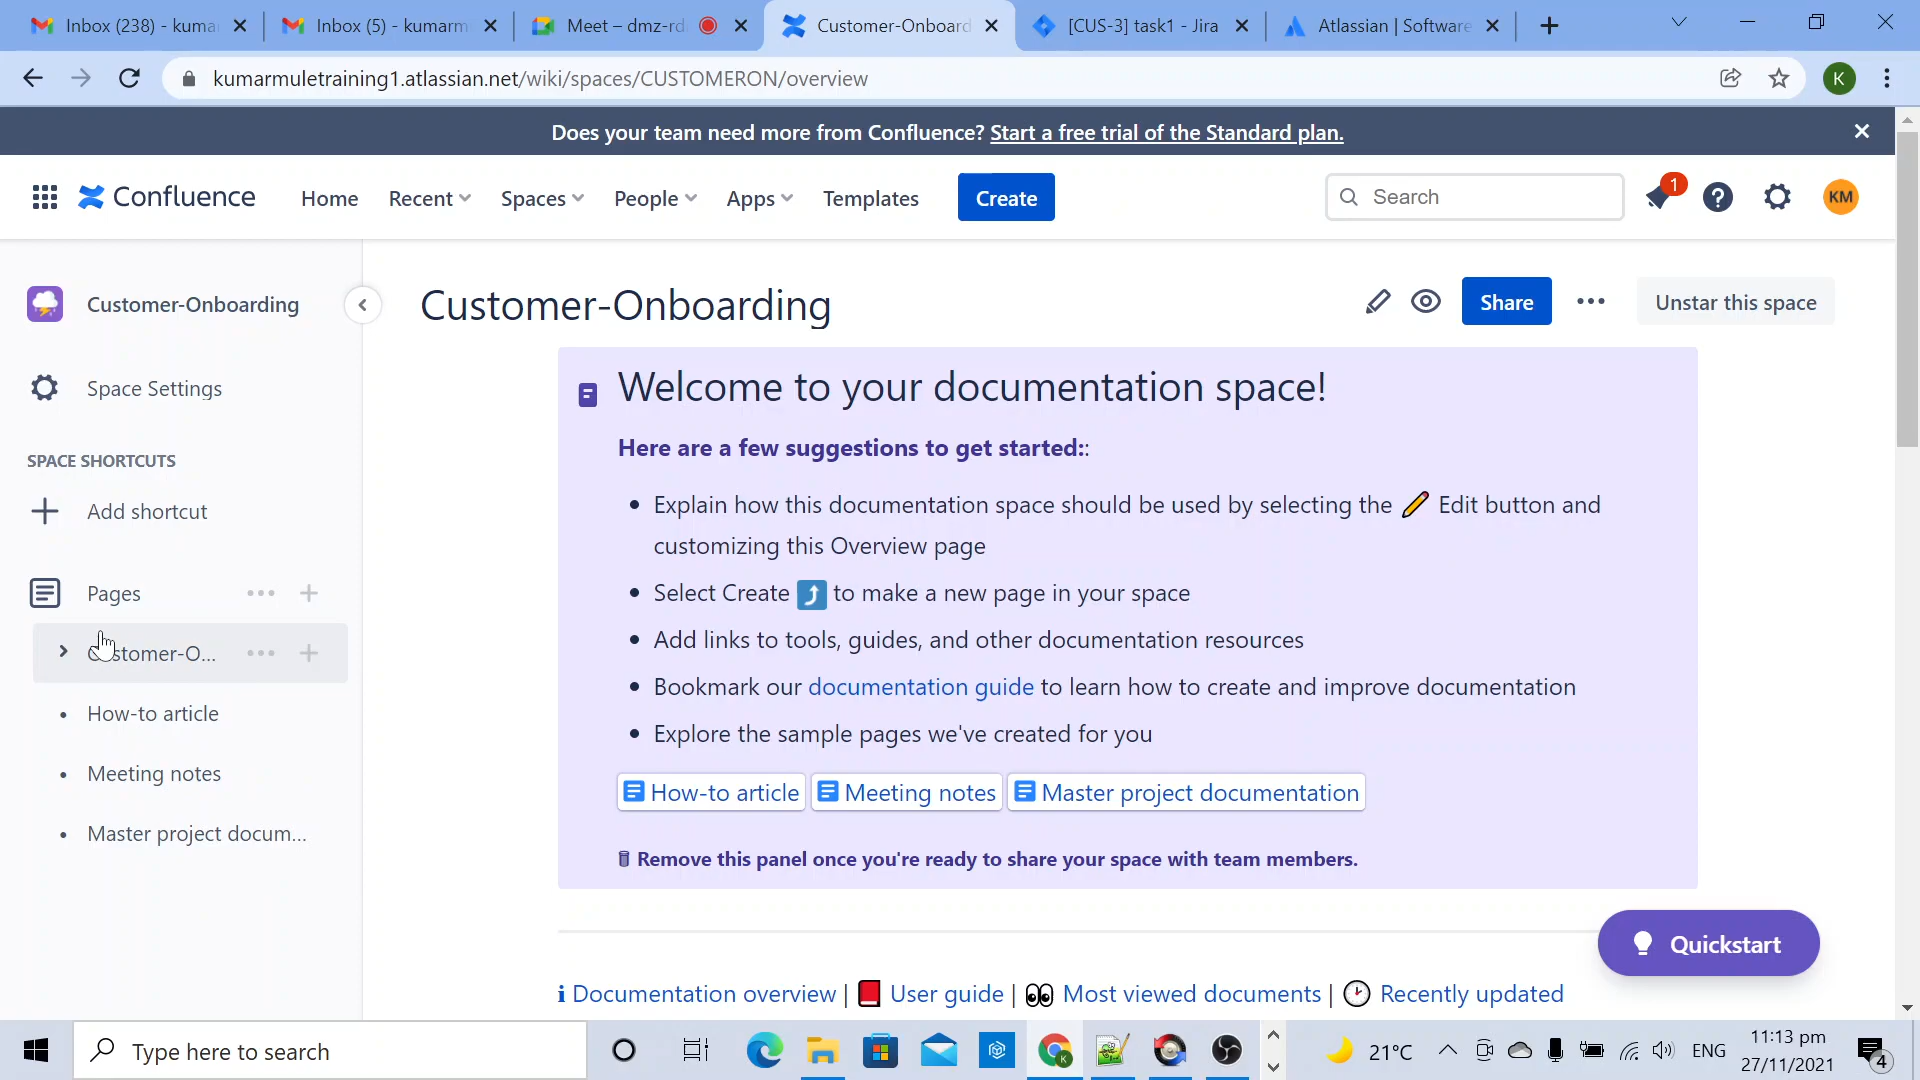 Inbox (238) - kuma
Inbox (5) - kumarm
Meet – dmz-rd
Customer-Onboard
[CUS-3] task1 - Jira
Atlassian | Software
kumarmuletraining1.atlassian.net/wiki/spaces/CUSTOMERON/overview
K
Does your team need more from Confluence? Start a free trial of the Standard plan.
Confluence
Home
Recent
Spaces
People
Apps
Templates
Create
Search
1
KM
Customer-Onboarding
Space Settings
SPACE SHORTCUTS
Add shortcut
Pages
Customer-O...
How-to article
Meeting notes
Master project docum...
Customer-Onboarding
Share
Unstar this space
Welcome to your documentation space!
Here are a few suggestions to get started::
Explain how this documentation space should be used by selecting the Edit button and
customizing this Overview page
Select Create to make a new page in your space
Add links to tools, guides, and other documentation resources
Bookmark our documentation guide to learn how to create and improve documentation
Explore the sample pages we've created for you
How-to article Meeting notes Master project documentation
Remove this panel once you're ready to share your space with team members.
Quickstart
Documentation overview | User guide | Most viewed documents | Recently updated
Type here to search
21°C
ENG
11:13 pm
27/11/2021
4